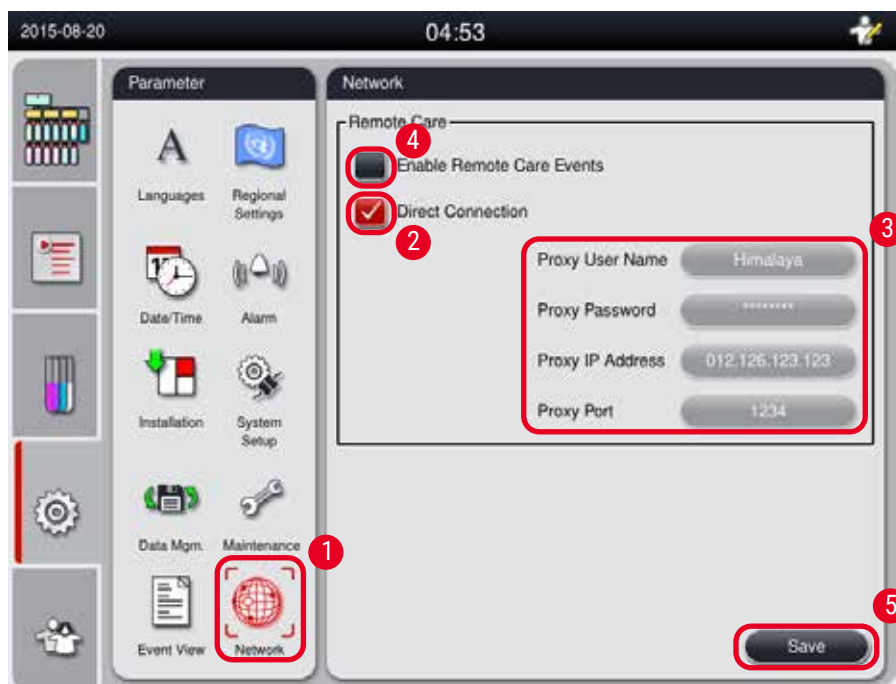 2015-08-20
04:53
Parameter
Languages
Regional
Settings
Date/Time
Alarm
Installation
System
Setup
Data Mgm.
Maintenance
1
Event View
Network
Network
Remote Care
4
Enable Remote Care Events
Direct Connection
2
3
Proxy User Name Himalaya
Proxy Password ********
Proxy IP Address 012.126.123.123
Proxy Port 1234
5
Save